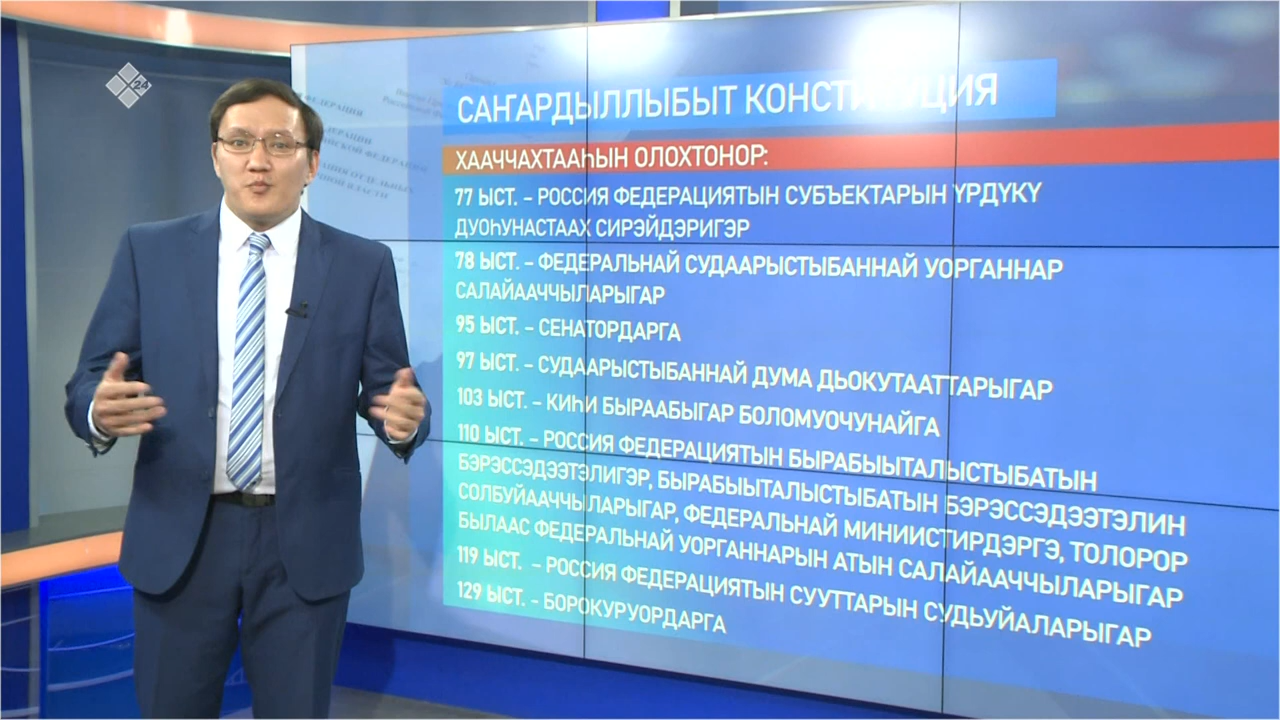 24
САҤАРДЫЛЛЫБЫТ КОНСТИТУЦИЯ
ХААЧЧАХТААҺЫН ОЛОХТОНОР:
77 ЫСТ. – РОССИЯ ФЕДЕРАЦИЯТЫН СУБЪЕКТАРЫН ҮРДҮКҮ
ДУОҺУНАСТААХ СИРЭЙДЭРИГЭР
78 ЫСТ. – ФЕДЕРАЛЬНАЙ СУДААРЫСТЫБАННАЙ УОРГАННАР
САЛАЙААЧЧЫЛАРЫГАР
95 ЫСТ. – СЕНАТОРДАРГА
97 ЫСТ. – СУДААРЫСТЫБАННАЙ ДУМА ДЬОКУТААТТАРЫГАР
103 ЫСТ. – КИҺИ БЫРААБЫГАР БОЛОМУОЧУНАЙГА
110 ЫСТ. – РОССИЯ ФЕДЕРАЦИЯТЫН БЫРАБЫЫТАЛЫСТЫБАТЫН
БЭРЭССЭДЭЭТЭЛИГЭР, БЫРАБЫЫТАЛЫСТЫБАТЫН БЭРЭССЭДЭЭТЭЛИН
СОЛБУЙААЧЧЫЛАРЫГАР, ФЕДЕРАЛЬНАЙ МИНИИСТИРДЭРГЭ, ТОЛОРОР
БЫЛААС ФЕДЕРАЛЬНАЙ УОРГАННАРЫН АТЫН САЛАЙААЧЧЫЛАРЫГАР
119 ЫСТ. – РОССИЯ ФЕДЕРАЦИЯТЫН СУУТТАРЫН СУДЬУЙАЛАРЫГАР
129 ЫСТ. – БОРОКУРУОРДАРГА